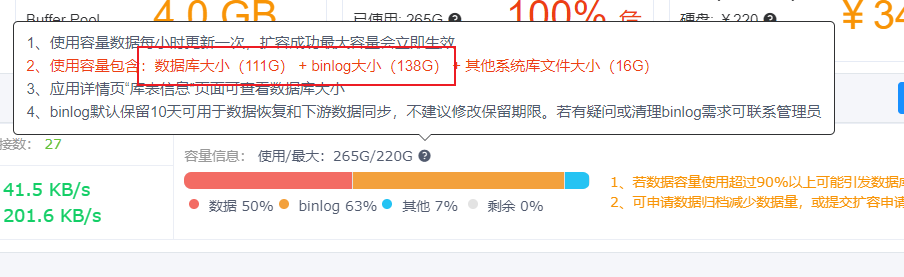 Buffer Pool
4.0 GB
已使用: 265G
100% 危
硬盘: ￥220
￥34
1、使用容量数据每小时更新一次，扩容成功最大容量会立即生效
2、使用容量包含：数据库大小（111G） + binlog大小（138G） + 其他系统库文件大小（16G）
3、应用详情页“库表信息”页面可查看数据库大小
4、binlog默认保留10天可用于数据恢复和下游数据同步，不建议修改保留期限。若有疑问或清理binlog需求可联系管理员
接数： 27
容量信息： 使用/最大：265G/220G
41.5 KB/s
201.6 KB/s
数据 50% binlog 63% 其他 7% 剩余 0%
1、若数据容量使用超过90%以上可能引发数据库
2、可申请数据归档减少数据量，或提交扩容申请